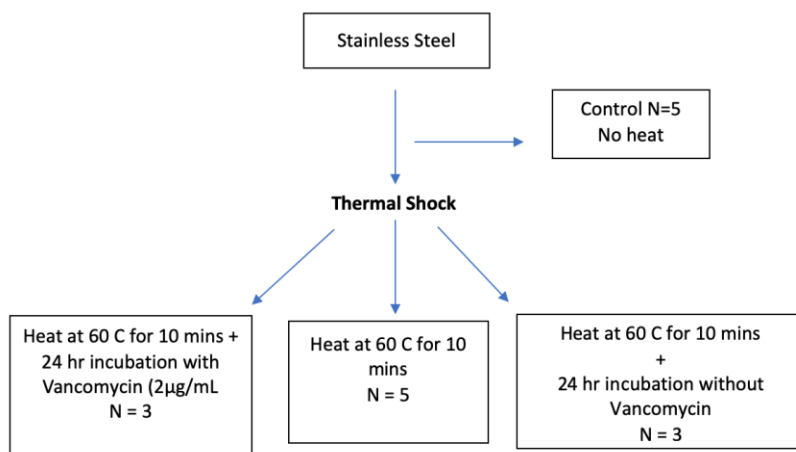 Stainless Steel
Control N=5
No heat
Thermal Shock
Heat at 60 C for 10 mins +
24 hr incubation with
Vancomycin (2µg/mL
N = 3
Heat at 60 C for 10
mins
N = 5
Heat at 60 C for 10 mins
+
24 hr incubation without
Vancomycin
N = 3